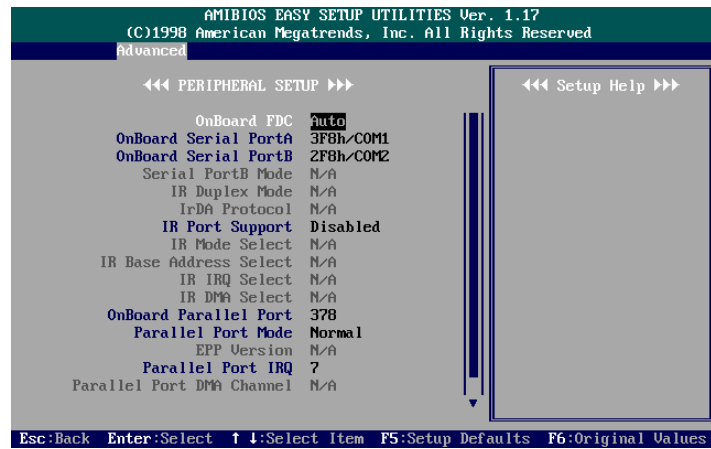 AMIBIOS EASY SETUP UTILITIES Ver. 1.17
(C)1998 American Megatrends, Inc. All Rights Reserved
Advanced
PERIPHERAL SETUP
Setup Help
OnBoard FDC Auto
OnBoard Serial PortA 3F8h/COM1
OnBoard Serial PortB 2F8h/COM2
Serial PortB Mode N/A
IR Duplex Mode N/A
IrDA Protocol N/A
IR Port Support Disabled
IR Mode Select N/A
IR Base Address Select N/A
IR IRQ Select N/A
IR DMA Select N/A
OnBoard Parallel Port 378
Parallel Port Mode Normal
EPP Version N/A
Parallel Port IRQ 7
Parallel Port DMA Channel N/A
Esc:Back Enter:Select ↑ ↓:Select Item F5:Setup Defaults F6:Original Values